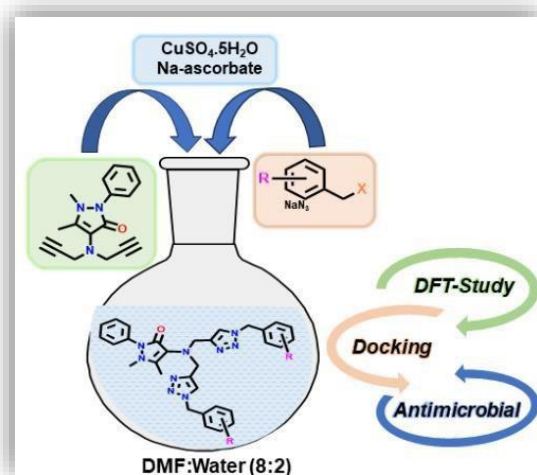 CuSO₄.5H₂O
Na-ascorbate
N-N
O
N
R
X
NaN₃
DFT-Study
Docking
Antimicrobial
O
N
N
N
N=N
R
N
N=N
N
R
DMF:Water (8:2)